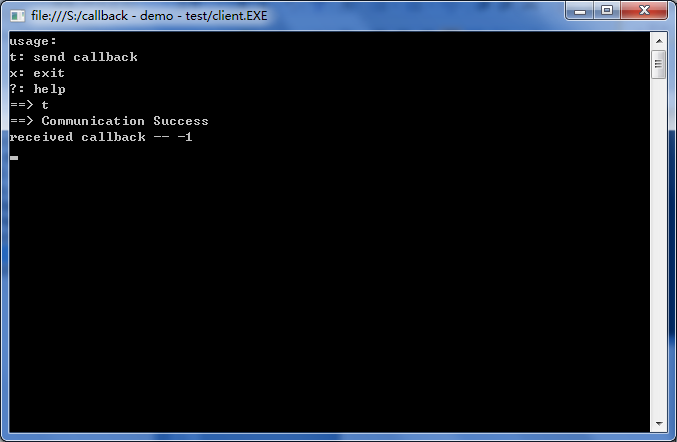 file:///S:/callback - demo - test/client.EXE
usage:
t: send callback
x: exit
?: help
==> t
==> Communication Success
received callback -- -1